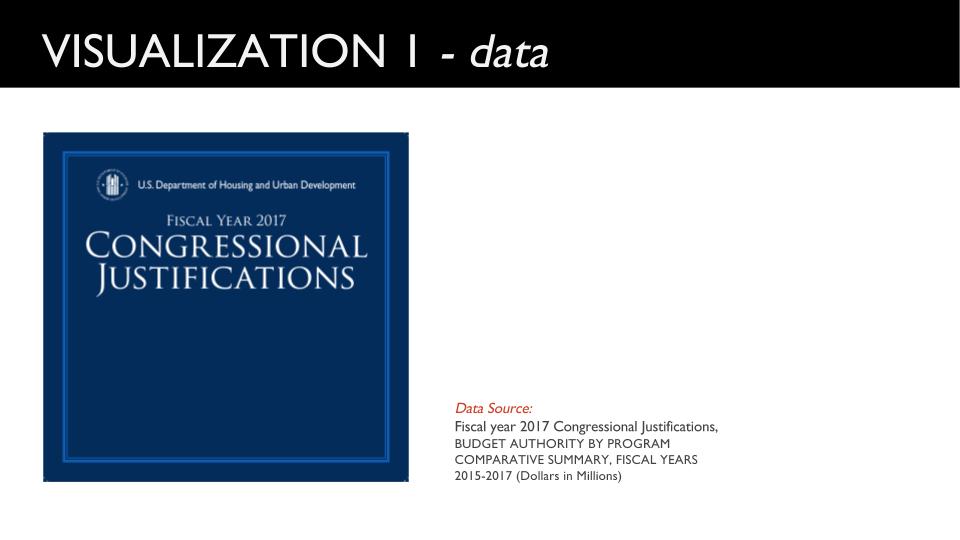 VISUALIZATION 1 - data
U.S. Department of Housing and Urban Development
FISCAL YEAR 2017
CONGRESSIONAL
JUSTIFICATIONS
Data Source:
Fiscal year 2017 Congressional Justifications,
BUDGET AUTHORITY BY PROGRAM
COMPARATIVE SUMMARY, FISCAL YEARS
2015-2017 (Dollars in Millions)